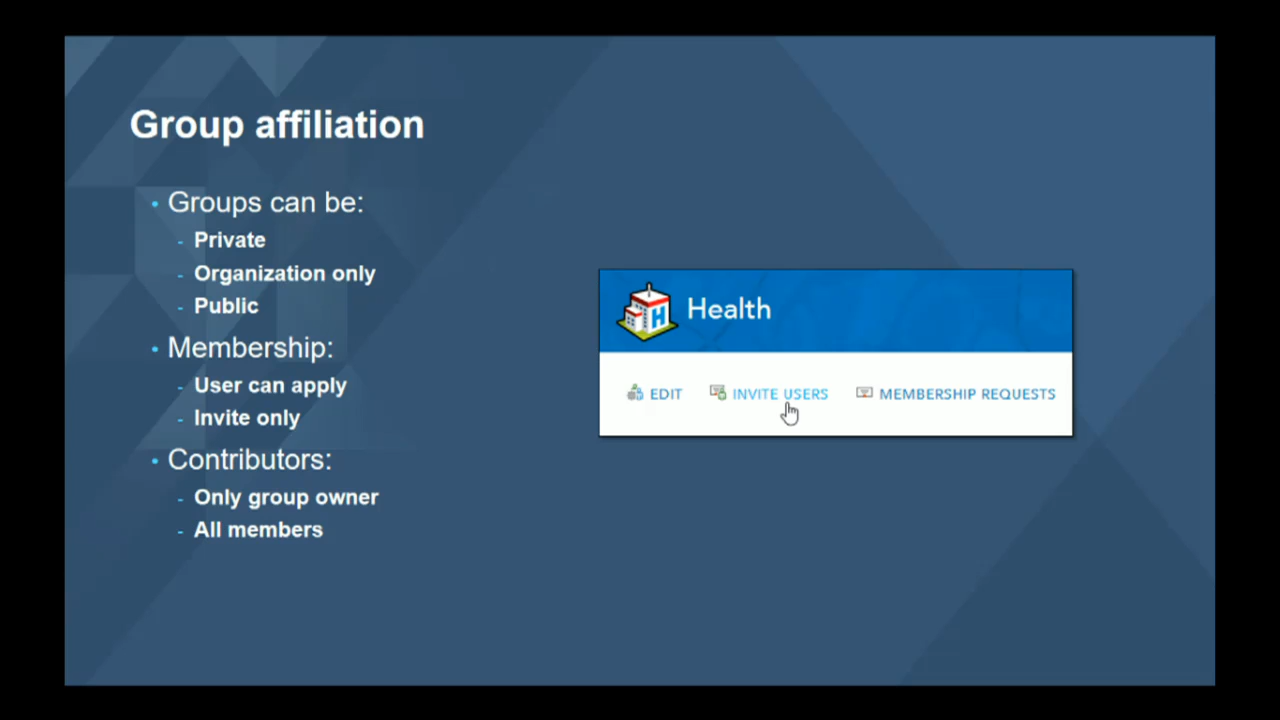 Group affiliation
• Groups can be:
- Private
- Organization only
- Public
• Membership:
- User can apply
- Invite only
• Contributors:
- Only group owner
- All members
H
Health
EDIT INVITE USERS MEMBERSHIP REQUESTS